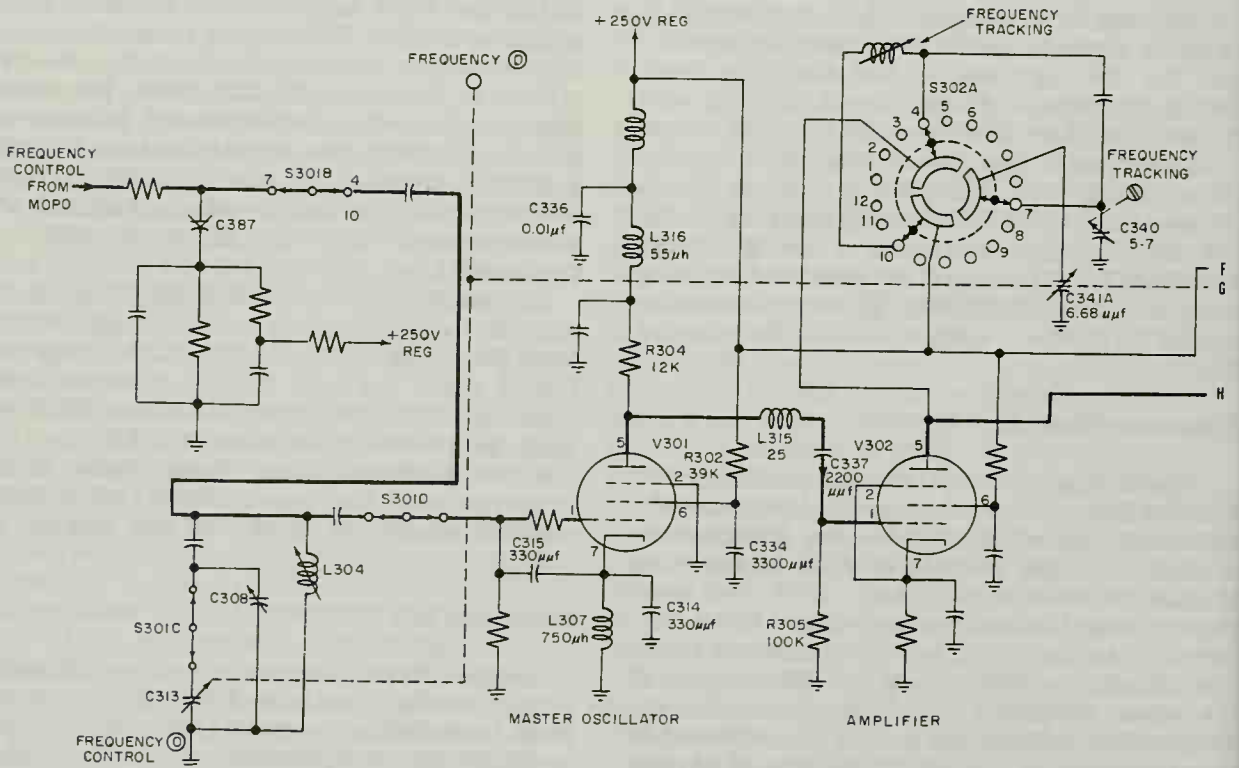 +250V REG
FREQUENCY
TRACKING
FREQUENCY Ⓓ
S302A
1
2
3
4
5
6
7
8
9
10
11
12
FREQUENCY
CONTROL
FROM
MOPO
7
S301B
4
10
C387
+250V
REG
C336
0.01µf
L316
55µh
R304
1.2K
FREQUENCY
TRACKING
C340
5-7
C341A
6.68µµf
F
G
H
5
V301
2
6
1
7
R302
39K
L315
25
C337
2200
µµf
V302
5
2
1
6
7
S301D
C315
330µµf
L304
C308
S301C
C313
L307
750µh
C314
330µµf
C334
3300µµf
R305
100K
MASTER OSCILLATOR
AMPLIFIER
FREQUENCY Ⓓ
CONTROL